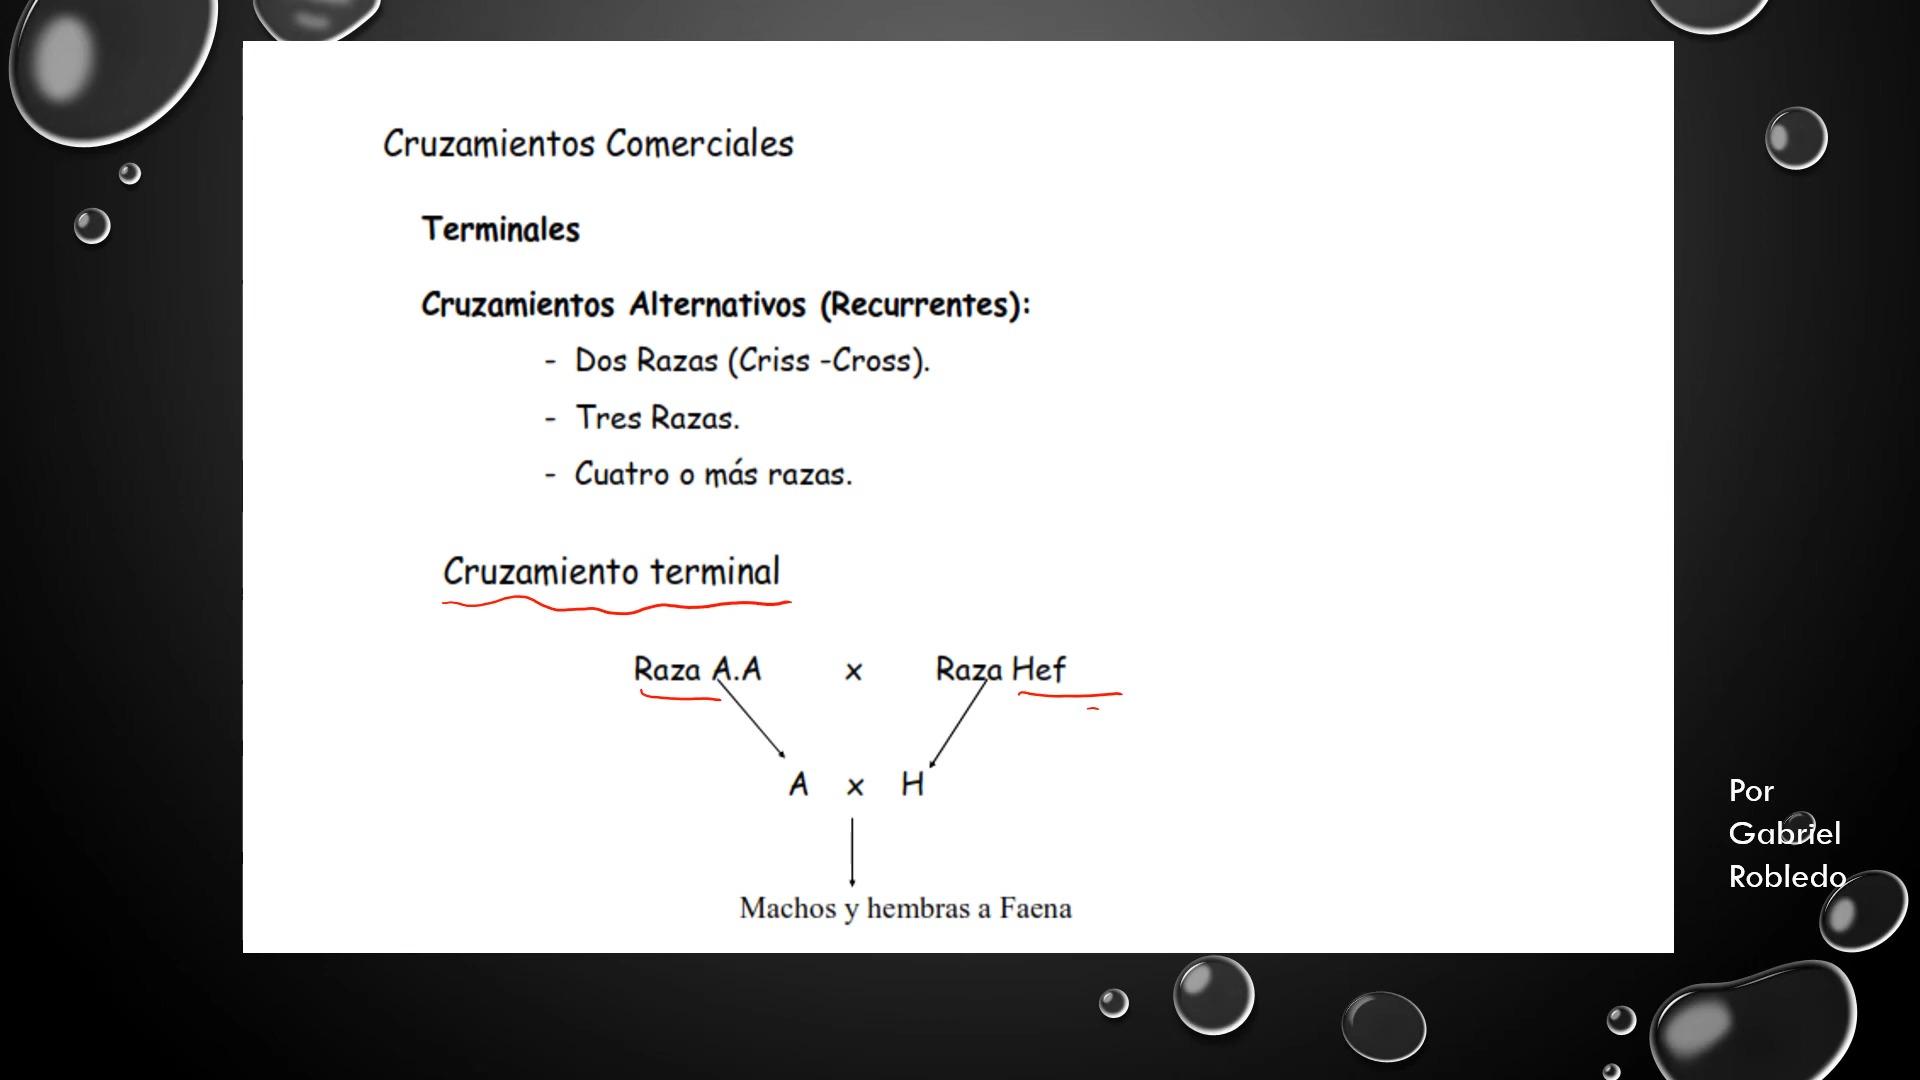 Cruzamientos Comerciales
Terminales
Cruzamientos Alternativos (Recurrentes):
- Dos Razas (Criss -Cross).
- Tres Razas.
- Cuatro o más razas.
Cruzamiento terminal
Raza A.A x Raza Hef
A x H
Machos y hembras a Faena
Por
Gabriel
Robledo